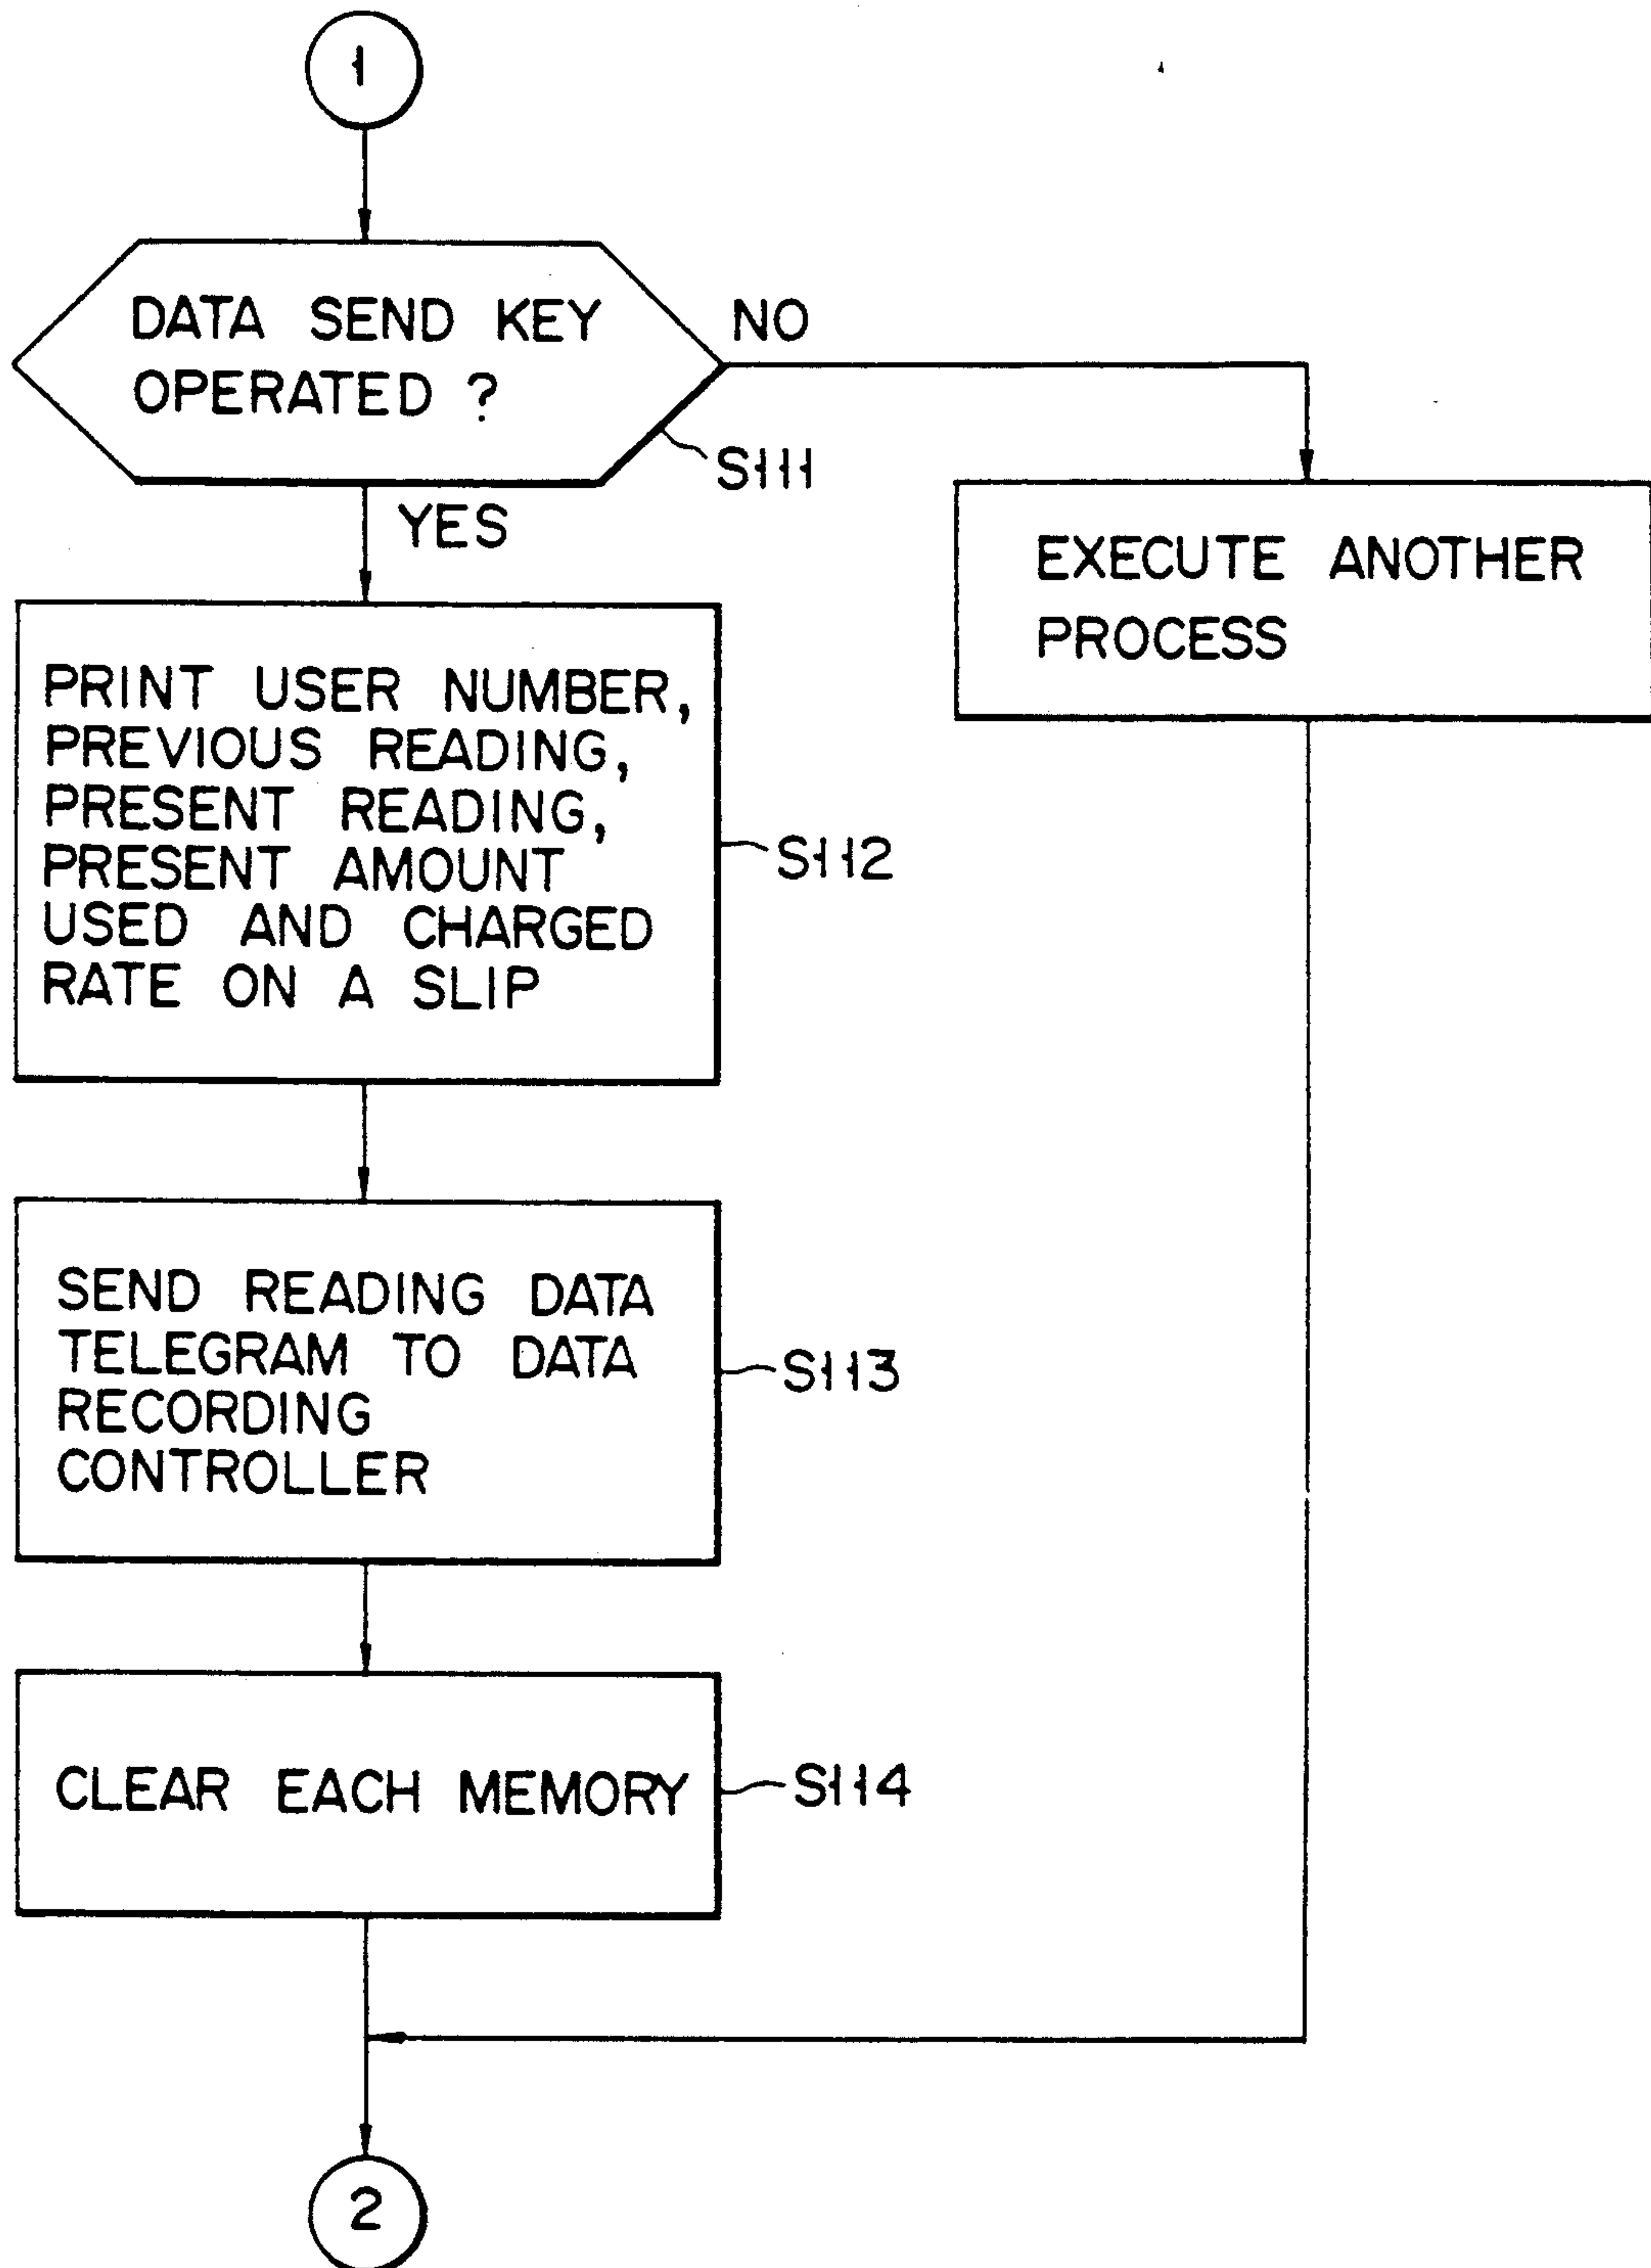 1
DATA SEND KEY
OPERATED ?
NO
S111
YES
EXECUTE ANOTHER
PROCESS
PRINT USER NUMBER,
PREVIOUS READING,
PRESENT READING,
PRESENT AMOUNT
USED AND CHARGED
RATE ON A SLIP
S112
SEND READING DATA
TELEGRAM TO DATA
RECORDING
CONTROLLER
S113
CLEAR EACH MEMORY
S114
2